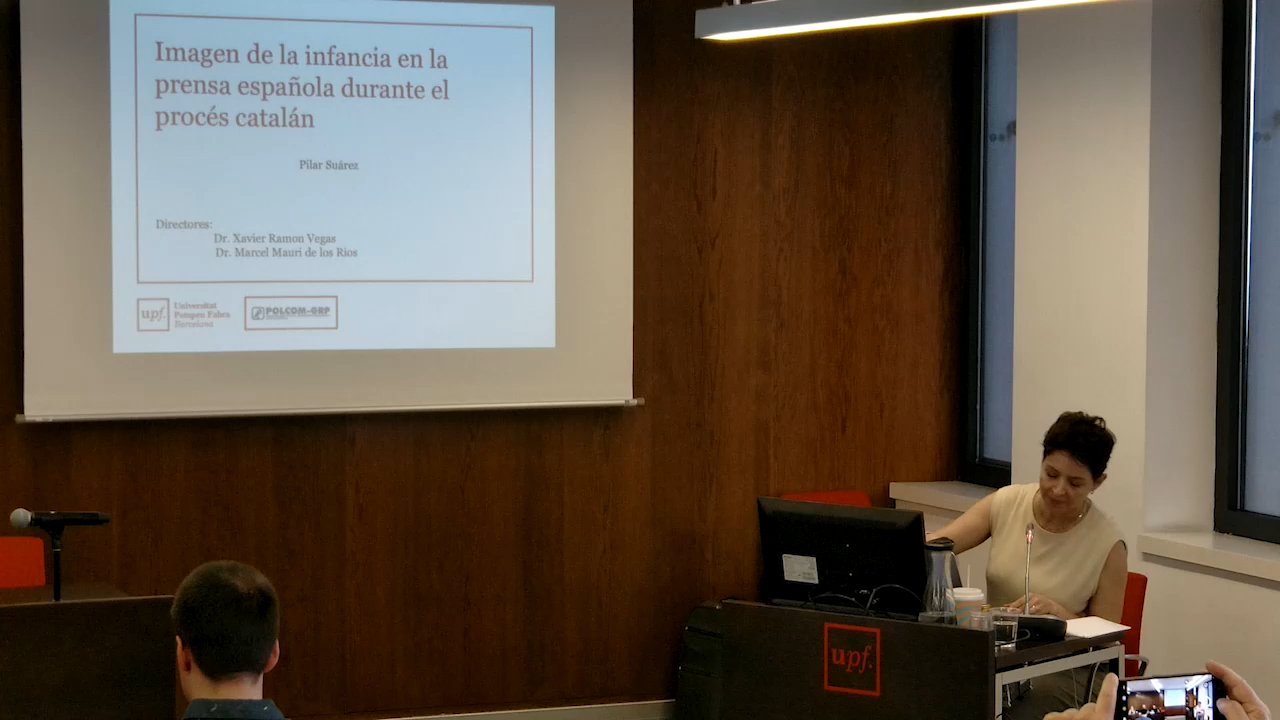 Imagen de la infancia en la
prensa española durante el
procés catalán
Pilar Suárez
Directores:
Dr. Xavier Ramon Vegas
Dr. Marcel Mauri de los Rios
upf.
Universitat
Pompeu Fabra
Barcelona
POLCOM-GRP
upf.